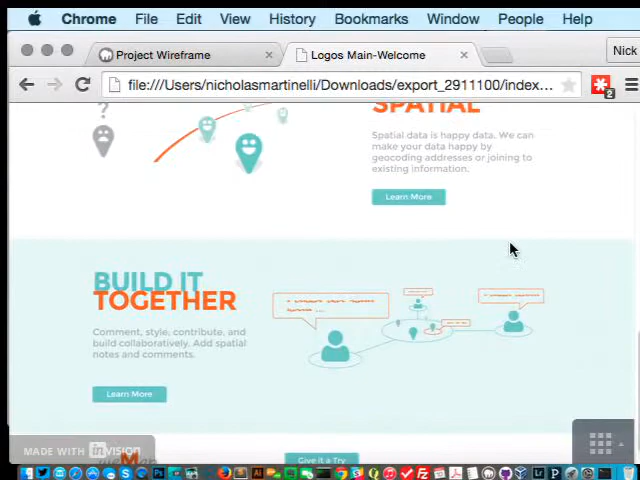 Chrome File Edit View History Bookmarks Window People Help
Project Wireframe × Logos Main-Welcome × Nick
file:///Users/nicholasmartinelli/Downloads/export_2911100/index...
2
SPATIAL
?
Spatial data is happy data. We can
make your data happy by
geocoding addresses or joining to
existing information.
Learn More
BUILD IT
TOGETHER
Comment, style, contribute, and
build collaboratively. Add spatial
notes and comments.
Learn More
MADE WITH inVISION
Give it a Try